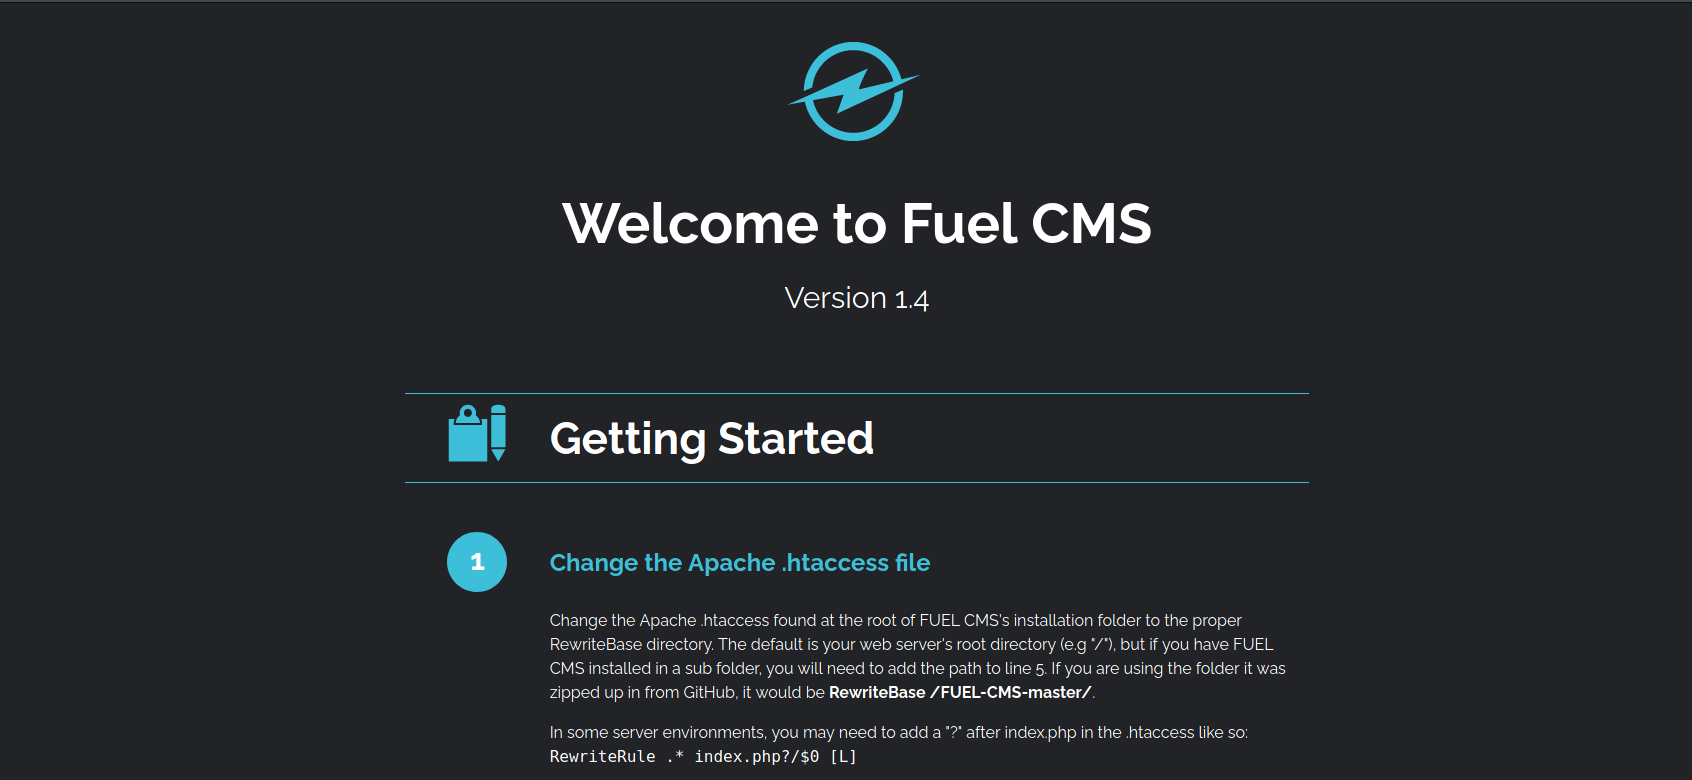 Welcome to Fuel CMS
Version 1.4
Getting Started
1
Change the Apache .htaccess file
Change the Apache .htaccess found at the root of FUEL CMS's installation folder to the proper
RewriteBase directory. The default is your web server's root directory (e.g "/"), but if you have FUEL
CMS installed in a sub folder, you will need to add the path to line 5. If you are using the folder it was
zipped up in from GitHub, it would be RewriteBase /FUEL-CMS-master/.
In some server environments, you may need to add a "?" after index.php in the .htaccess like so:
RewriteRule .* index.php?/$0 [L]